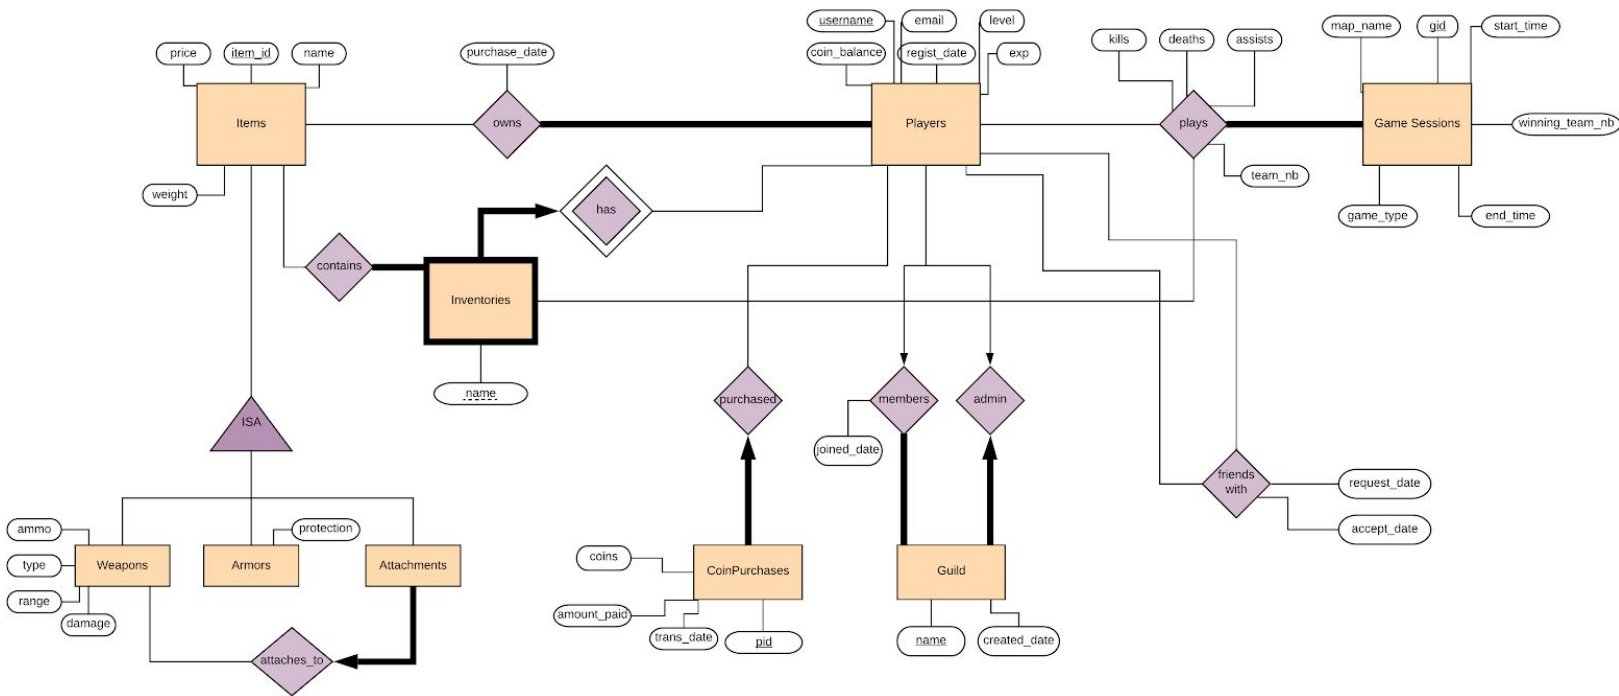 username
email
level
price
item_id
name
purchase_date
coin_balance
regist_date
exp
kills
deaths
assists
map_name
gid
start_time
Items
owns
Players
plays
Game Sessions
winning_team_nb
weight
team_nb
has
game_type
end_time
contains
Inventories
name
purchased
members
admin
ISA
joined_date
friends
with
request_date
accept_date
ammo
protection
type
Weapons
Armors
Attachments
coins
CoinPurchases
Guild
range
damage
amount_paid
trans_date
pid
name
created_date
attaches_to